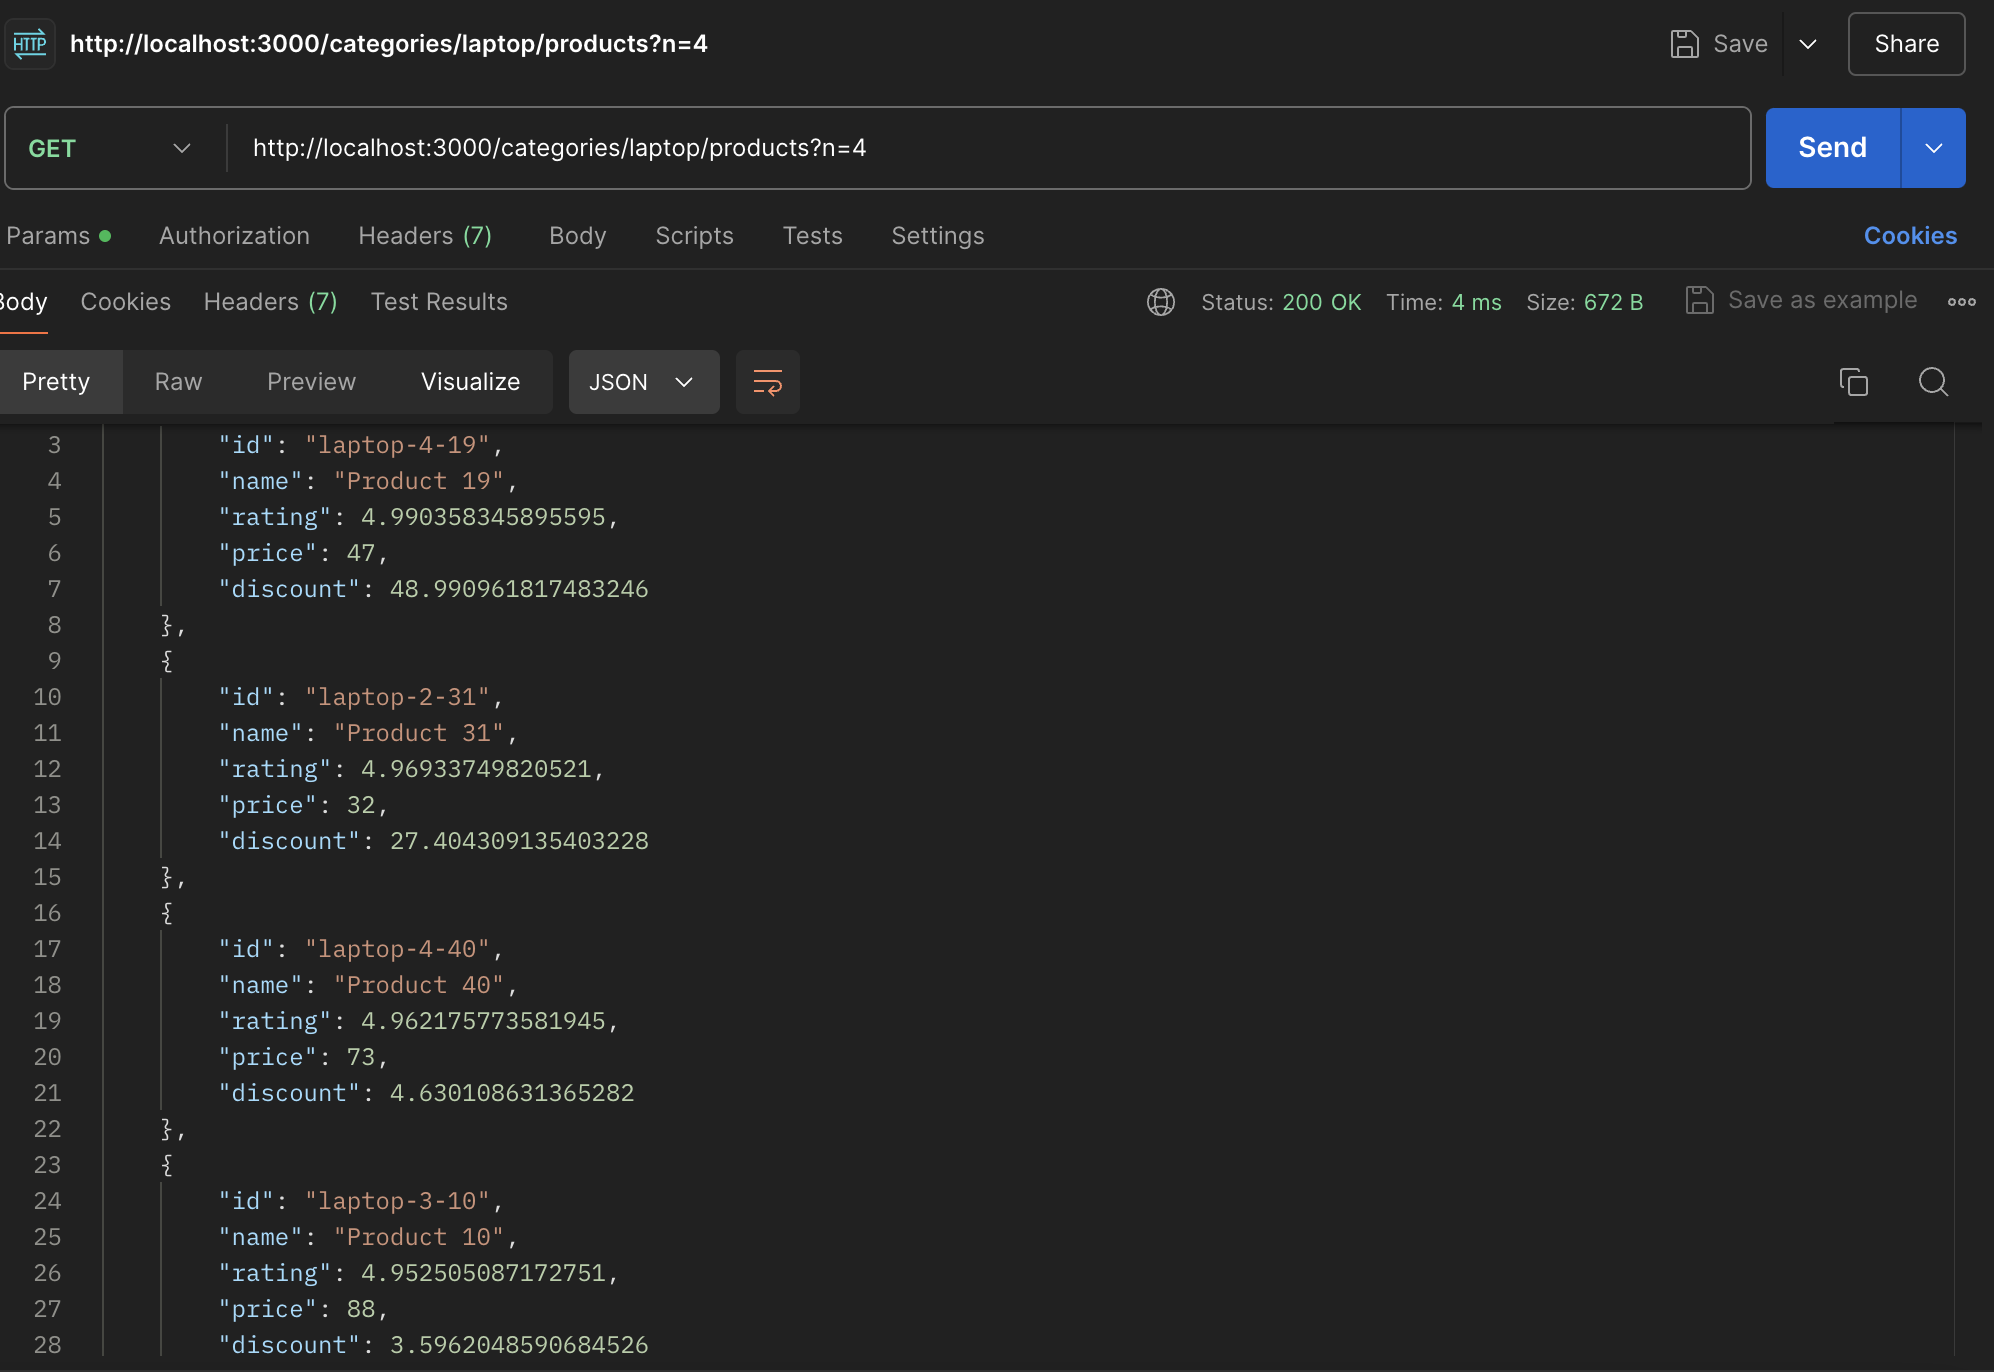 HTTP http://localhost:3000/categories/laptop/products?n=4 Save Share
GET http://localhost:3000/categories/laptop/products?n=4 Send
Params Authorization Headers (7) Body Scripts Tests Settings Cookies
Body Cookies Headers (7) Test Results Status: 200 OK Time: 4 ms Size: 672 B Save as example
Pretty Raw Preview Visualize JSON
3 "id": "laptop-4-19",
4 "name": "Product 19",
5 "rating": 4.990358345895595,
6 "price": 47,
7 "discount": 48.990961817483246
8 },
9 {
10 "id": "laptop-2-31",
11 "name": "Product 31",
12 "rating": 4.96933749820521,
13 "price": 32,
14 "discount": 27.404309135403228
15 },
16 {
17 "id": "laptop-4-40",
18 "name": "Product 40",
19 "rating": 4.962175773581945,
20 "price": 73,
21 "discount": 4.630108631365282
22 },
23 {
24 "id": "laptop-3-10",
25 "name": "Product 10",
26 "rating": 4.952505087172751,
27 "price": 88,
28 "discount": 3.5962048590684526